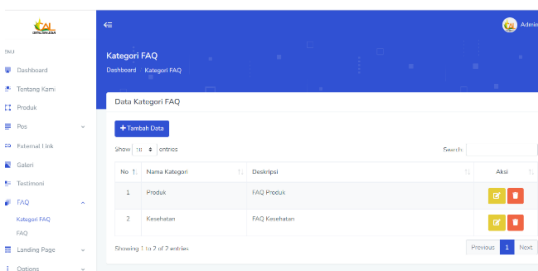 Admin
Kategori FAQ
Dashboard Kategori FAQ
Dashboard
Tentang Kami
Produk
Pos
External Link
Galeri
Testimoni
FAQ
Kategori FAQ
FAQ
Landing Page
Options
Data Kategori FAQ
+ Tambah Data
Show 10 entries
Search:
No Nama Kategori Deskripsi Aksi
1 Produk FAQ Produk
2 Kesehatan FAQ Kesehatan
Showing 1 to 2 of 2 entries
Previous 1 Next